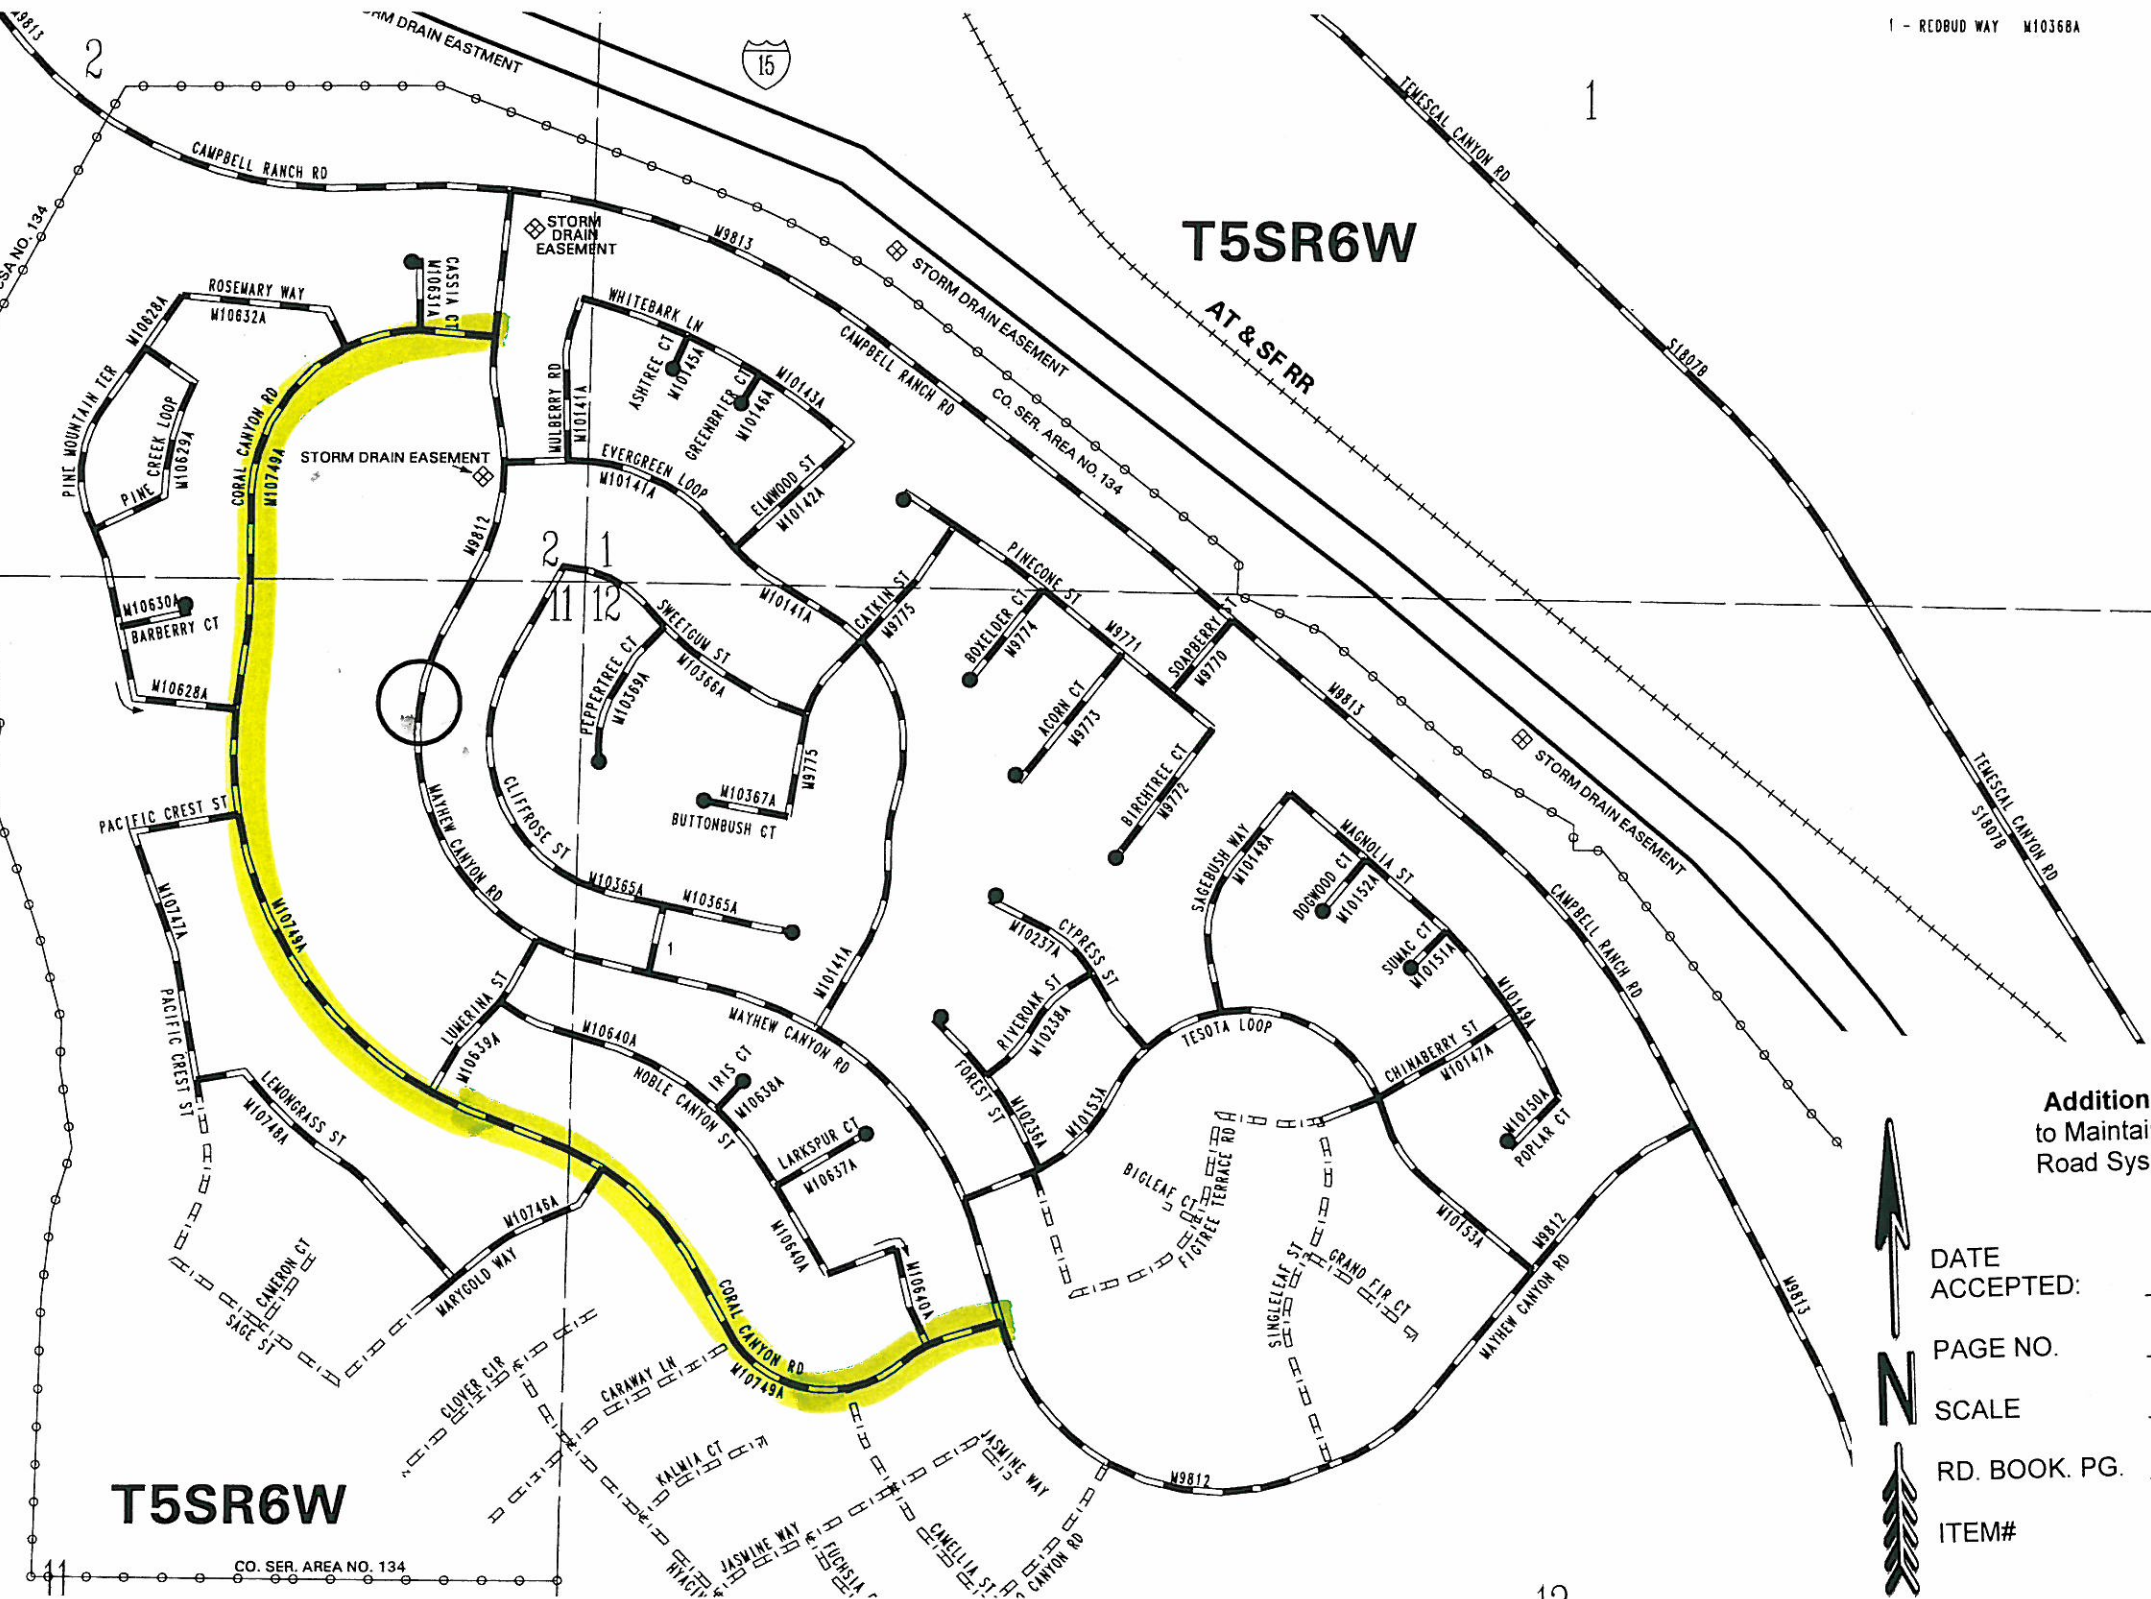 M9813
2
RM DRAIN EASTMENT
15
1 - REDBUD WAY M10368A
1
TEMESCAL CANYON RD
CAMPBELL RANCH RD
T5SR6W
CSA NO. 134
STORM
DRAIN
EASEMENT
M9813
STORM DRAIN EASEMENT
AT & SF RR
CASSIA CT
M10631A
ROSEMARY WAY
M10632A
M10628A
WHITEBARK LN
CAMPBELL RANCH RD
S1807B
ASHTREE CT
M10145A
GREENBRIER CT
M10146A
M10143A
MULBERRY RD
M10141A
CO. SER. AREA NO. 134
PINE MOUNTAIN TER
PINE CREEK LOOP
M10629A
CORAL CANYON RD
M10749A
STORM DRAIN EASEMENT
EVERGREEN LOOP
M10141A
ELMWOOD ST
M10142A
M9812
2 1
11 12
PINECONE ST
M10141A
CATKIN ST
M9775
BOXELDER CT
M9774
M9771
SOAPBERRY ST
M9770
M10630A
BARBERRY CT
SWEETGUM ST
M10366A
PEPPERTREE CT
M10369A
M10628A
ACORN CT
M9773
M9813
STORM DRAIN EASEMENT
TEMESCAL CANYON RD
S1807B
M9775
BIRCHTREE CT
M9772
M10367A
BUTTONBUSH CT
PACIFIC CREST ST
CLIFFROSE ST
MAYHEW CANYON RD
SAGEBUSH WAY
M10148A
MAGNOLIA ST
DOGWOOD CT
M10152A
M10365A
M10365A
CAMPBELL RANCH RD
M10747A
M10749A
1
M10237A
CYPRESS ST
SUMAC CT
M10151A
M10141A
PACIFIC CREST ST
LUMERINA ST
M10639A
M10640A
MAYHEW CANYON RD
RIVEROAK ST
M10238A
TESOTA LOOP
M10149A
NOBLE CANYON ST
IRIS CT
M10638A
FOREST ST
M10236A
CHINABERRY ST
M10147A
LEMONGRASS ST
M10748A
M10153A
M10150A
POPLAR CT
Addition
to Maintai
Road Sys
LARKSPUR CT
M10637A
BIGLEAF CT
FIGTREE TERRACE RD
M10746A
MARYGOLD WAY
M10640A
M10640A
M10153A
M9812
MAYHEW CANYON RD
CAMERON CT
SAGE ST
SINGLELEAF ST
GRAND FIR CT
M9813
DATE
ACCEPTED:
CORAL CANYON RD
M10749A
PAGE NO.
CLOVER CIR
CARAWAY LN
N
SCALE
KALMIA CT
JASMINE WAY
M9812
RD. BOOK. PG.
T5SR6W
JASMINE WAY
CAMELLIA ST
CANYON RD
FUCHSIA
ITEM#
CO. SER. AREA NO. 134
11
12